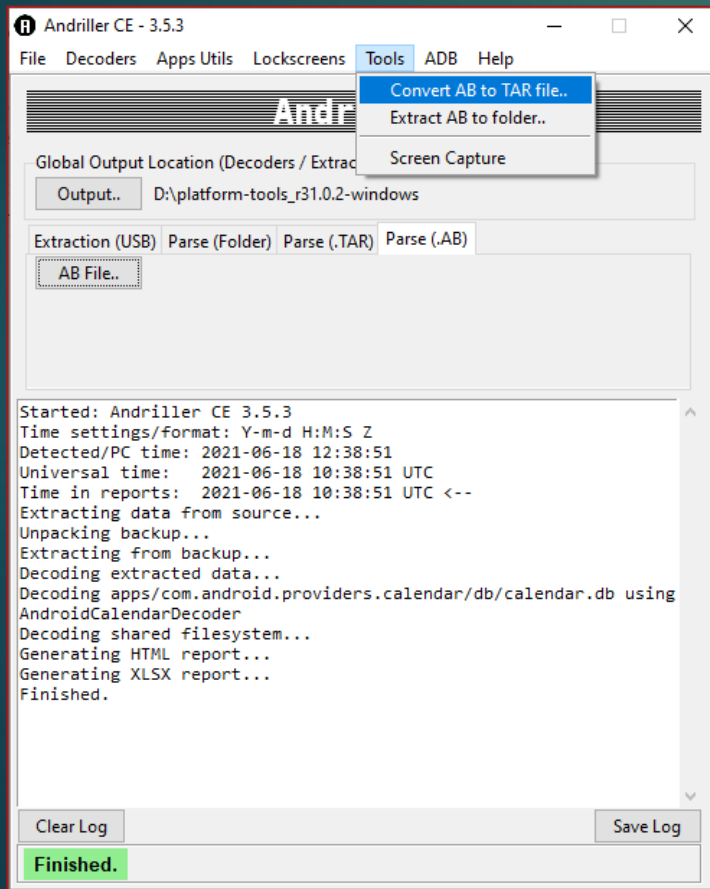 Andriller CE - 3.5.3
File Decoders Apps Utils Lockscreens Tools ADB Help
Convert AB to TAR file..
Extract AB to folder..
Screen Capture
Andr
Global Output Location (Decoders / Extrac
Output.. D:\platform-tools_r31.0.2-windows
Extraction (USB) Parse (Folder) Parse (.TAR) Parse (.AB)
AB File..
Started: Andriller CE 3.5.3
Time settings/format: Y-m-d H:M:S Z
Detected/PC time: 2021-06-18 12:38:51
Universal time:   2021-06-18 10:38:51 UTC
Time in reports:  2021-06-18 10:38:51 UTC <--
Extracting data from source...
Unpacking backup...
Extracting from backup...
Decoding extracted data...
Decoding apps/com.android.providers.calendar/db/calendar.db using
AndroidCalendarDecoder
Decoding shared filesystem...
Generating HTML report...
Generating XLSX report...
Finished.
Clear Log Save Log
Finished.